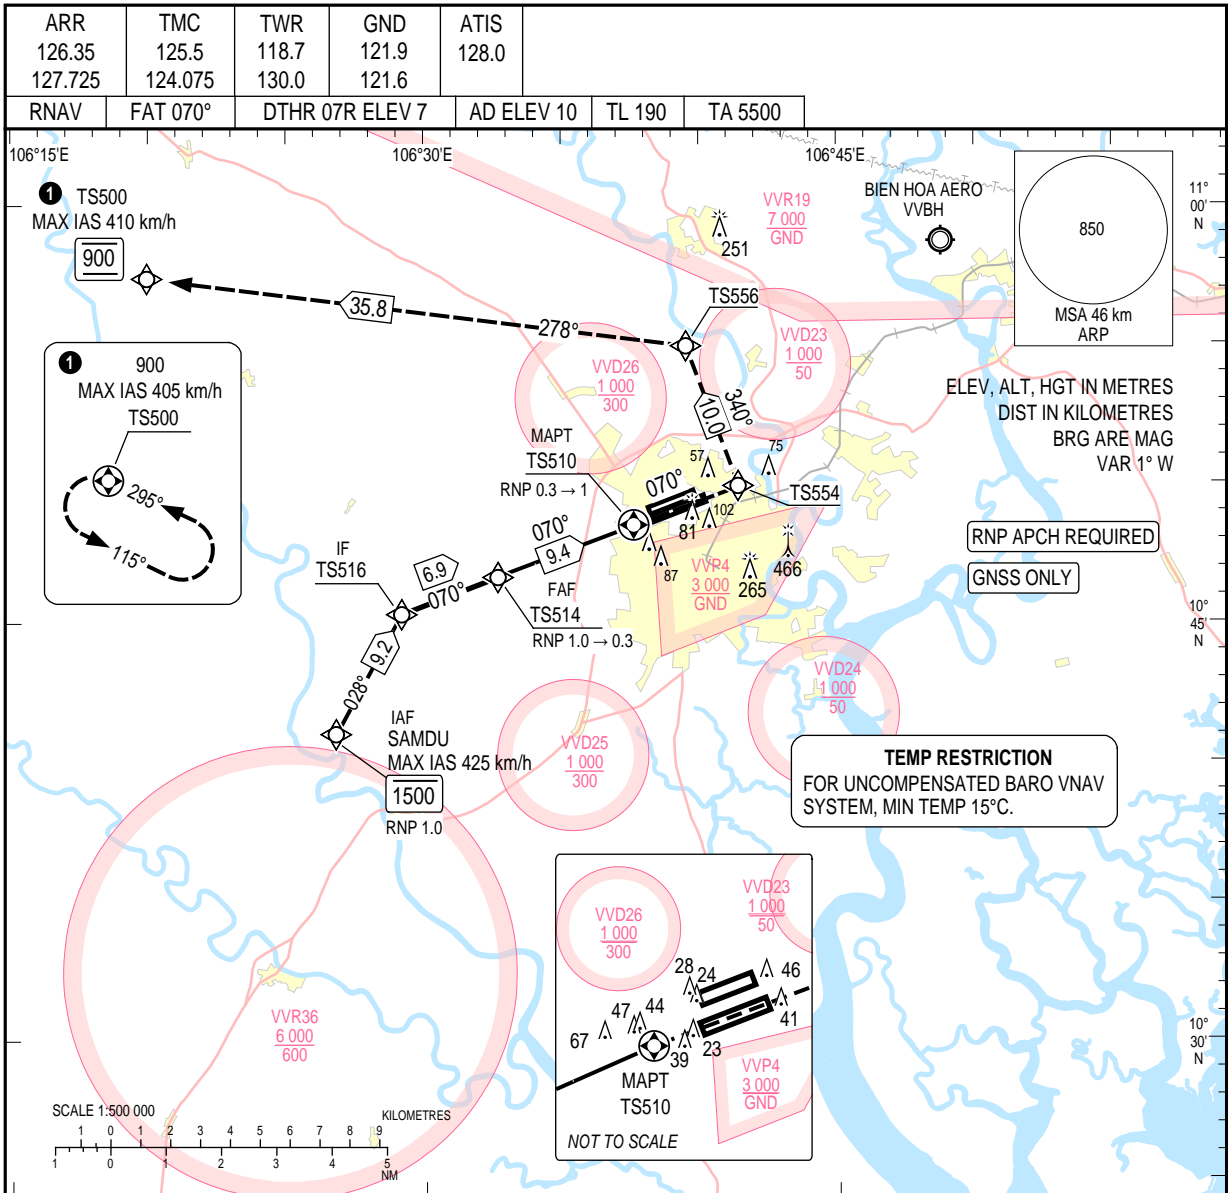 ARR TMC TWR GND ATIS
126.35 125.5 118.7 121.9 128.0
127.725 124.075 130.0 121.6
RNAV FAT 070° DTHR 07R ELEV 7 AD ELEV 10 TL 190 TA 5500
106°15'E 106°30'E 106°45'E
1 TS500
MAX IAS 410 km/h
900
35.8
278°
TS556
VVR19
7 000
GND
251
BIEN HOA AERO
VVBH
850
MSA 46 km
ARP
11°
00'
N
1 900
MAX IAS 405 km/h
TS500
295°
115°
VVD26
1 000
300
VVD23
1 000
50
ELEV, ALT, HGT IN METRES
DIST IN KILOMETRES
BRG ARE MAG
VAR 1° W
340°
10.0
MAPT
TS510
RNP 0.3 → 1
070°
57
75
TS554
81
102
87
RNP APCH REQUIRED
GNSS ONLY
VVP4
3 000
GND
265
466
070°
9.4
IF
TS516
6.9
070°
FAF
TS514
RNP 1.0 → 0.3
10°
45'
N
9.2
028°
IAF
SAMDU
MAX IAS 425 km/h
1500
RNP 1.0
VVD25
1 000
300
VVD24
1 000
50
TEMP RESTRICTION
FOR UNCOMPENSATED BARO VNAV
SYSTEM, MIN TEMP 15°C.
VVR36
6 000
600
VVD26
1 000
300
VVD23
1 000
50
28 24 46
47 44
67
39 23 41
MAPT
TS510
VVP4
3 000
GND
NOT TO SCALE
10°
30'
N
SCALE 1:500 000 KILOMETRES
1 0 1 2 3 4 5 6 7 8 9
1 0 1 2 3 4 5
NM